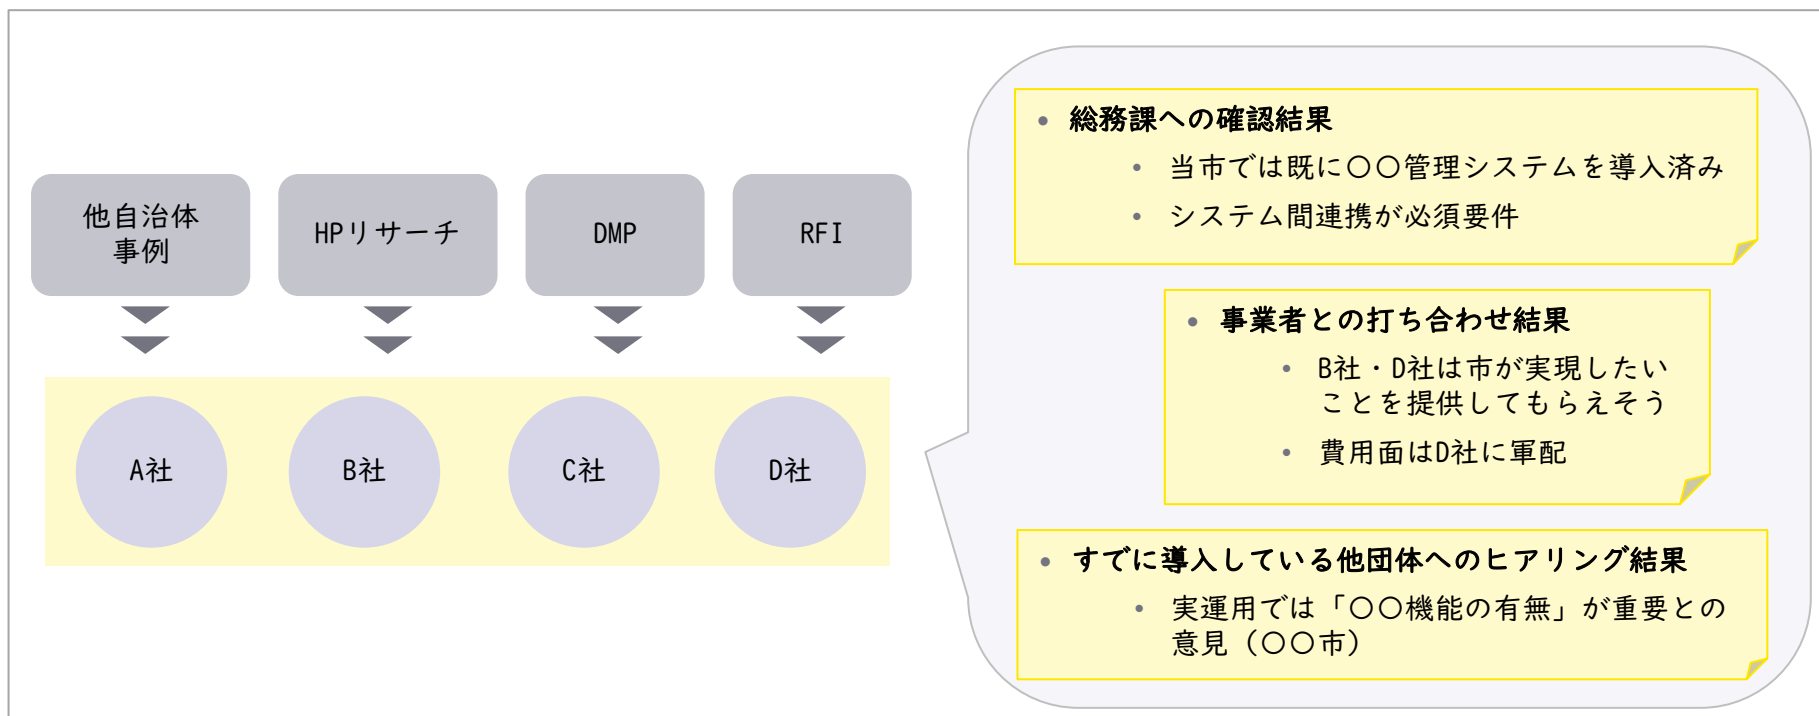 他自治体
事例
HPリサーチ
DMP
RFI
A社
B社
C社
D社
• 総務課への確認結果
• 当市では既に〇〇管理システムを導入済み
• システム間連携が必須要件
• 事業者との打ち合わせ結果
• B社・D社は市が実現したい
ことを提供してもらえそう
• 費用面はD社に軍配
• すでに導入している他団体へのヒアリング結果
• 実運用では「〇〇機能の有無」が重要との
意見（〇〇市）